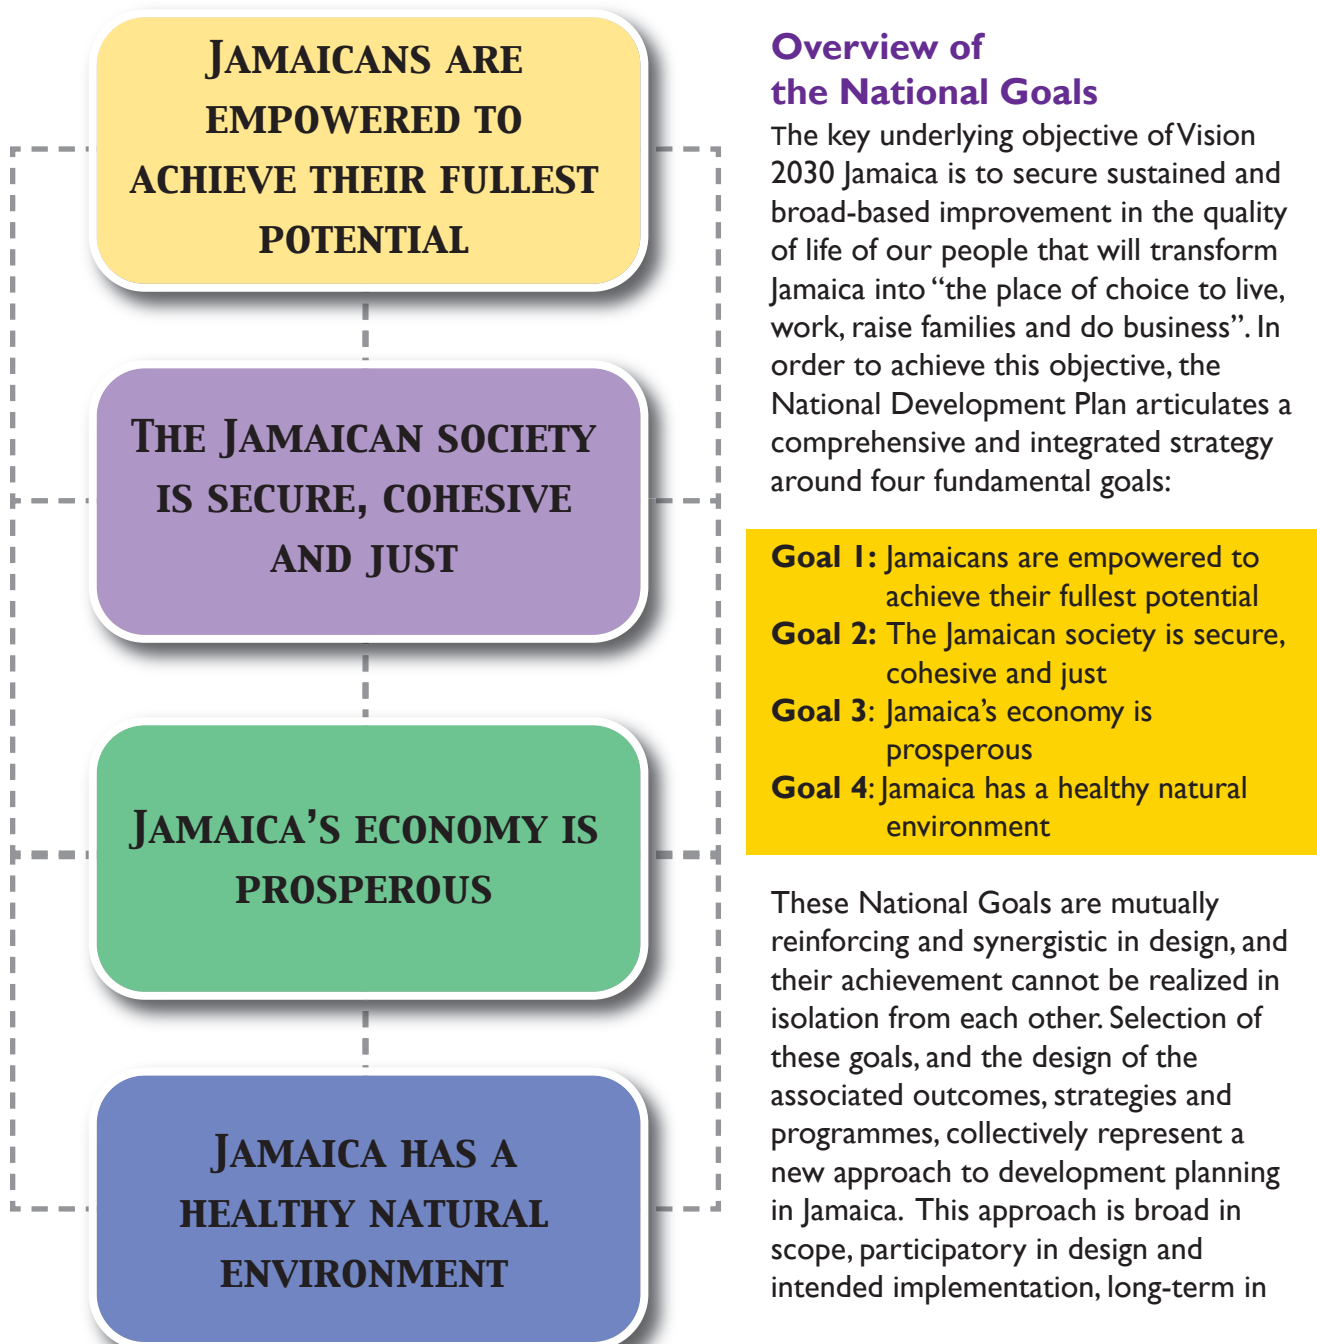 Jamaicans are
empowered to
achieve their fullest
potential
The Jamaican society
is secure, cohesive
and just
Jamaica’s economy is
prosperous
Jamaica has a
healthy natural
environment
Overview of
the National Goals
The key underlying objective of Vision
2030 Jamaica is to secure sustained and
broad-based improvement in the quality
of life of our people that will transform
Jamaica into “the place of choice to live,
work, raise families and do business”. In
order to achieve this objective, the
National Development Plan articulates a
comprehensive and integrated strategy
around four fundamental goals:
Goal 1: Jamaicans are empowered to
achieve their fullest potential
Goal 2: The Jamaican society is secure,
cohesive and just
Goal 3: Jamaica’s economy is
prosperous
Goal 4: Jamaica has a healthy natural
environment
These National Goals are mutually
reinforcing and synergistic in design, and
their achievement cannot be realized in
isolation from each other. Selection of
these goals, and the design of the
associated outcomes, strategies and
programmes, collectively represent a
new approach to development planning
in Jamaica. This approach is broad in
scope, participatory in design and
intended implementation, long-term in